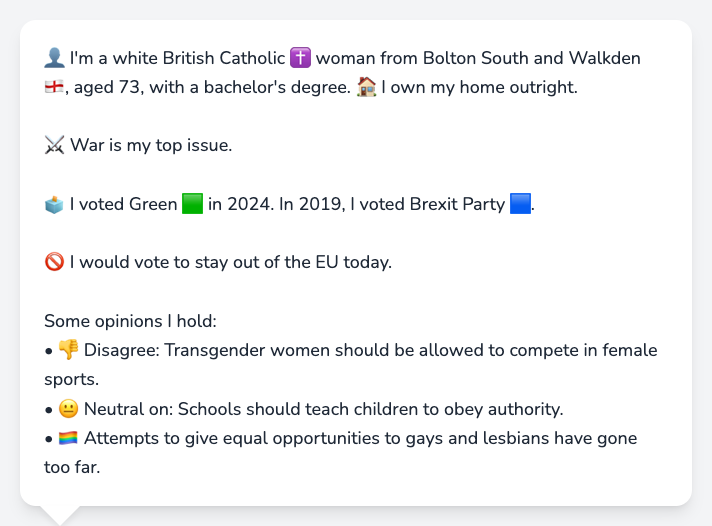 👤 I'm a white British Catholic ✝️ woman from Bolton South and Walkden
🏴󠁧󠁢󠁥󠁮󠁧󠁿, aged 73, with a bachelor's degree. 🏠 I own my home outright.
⚔️ War is my top issue.
🗳️ I voted Green 🟩 in 2024. In 2019, I voted Brexit Party 🟦.
🚫 I would vote to stay out of the EU today.
Some opinions I hold:
• 👎 Disagree: Transgender women should be allowed to compete in female
sports.
• 😐 Neutral on: Schools should teach children to obey authority.
• 🏳️‍🌈 Attempts to give equal opportunities to gays and lesbians have gone
too far.